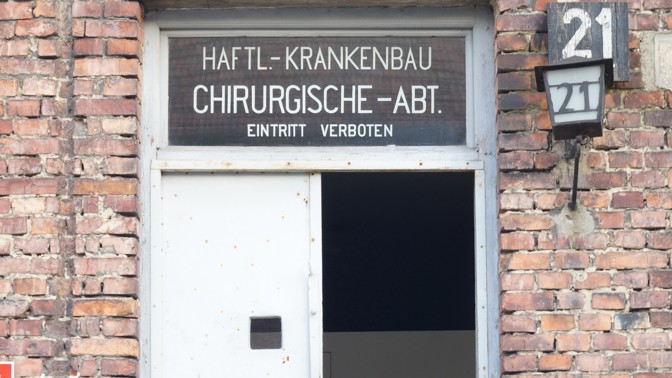 HAFTL.-KRANKENBAU
CHIRURGISCHE-ABT.
EINTRITT VERBOTEN
21
21